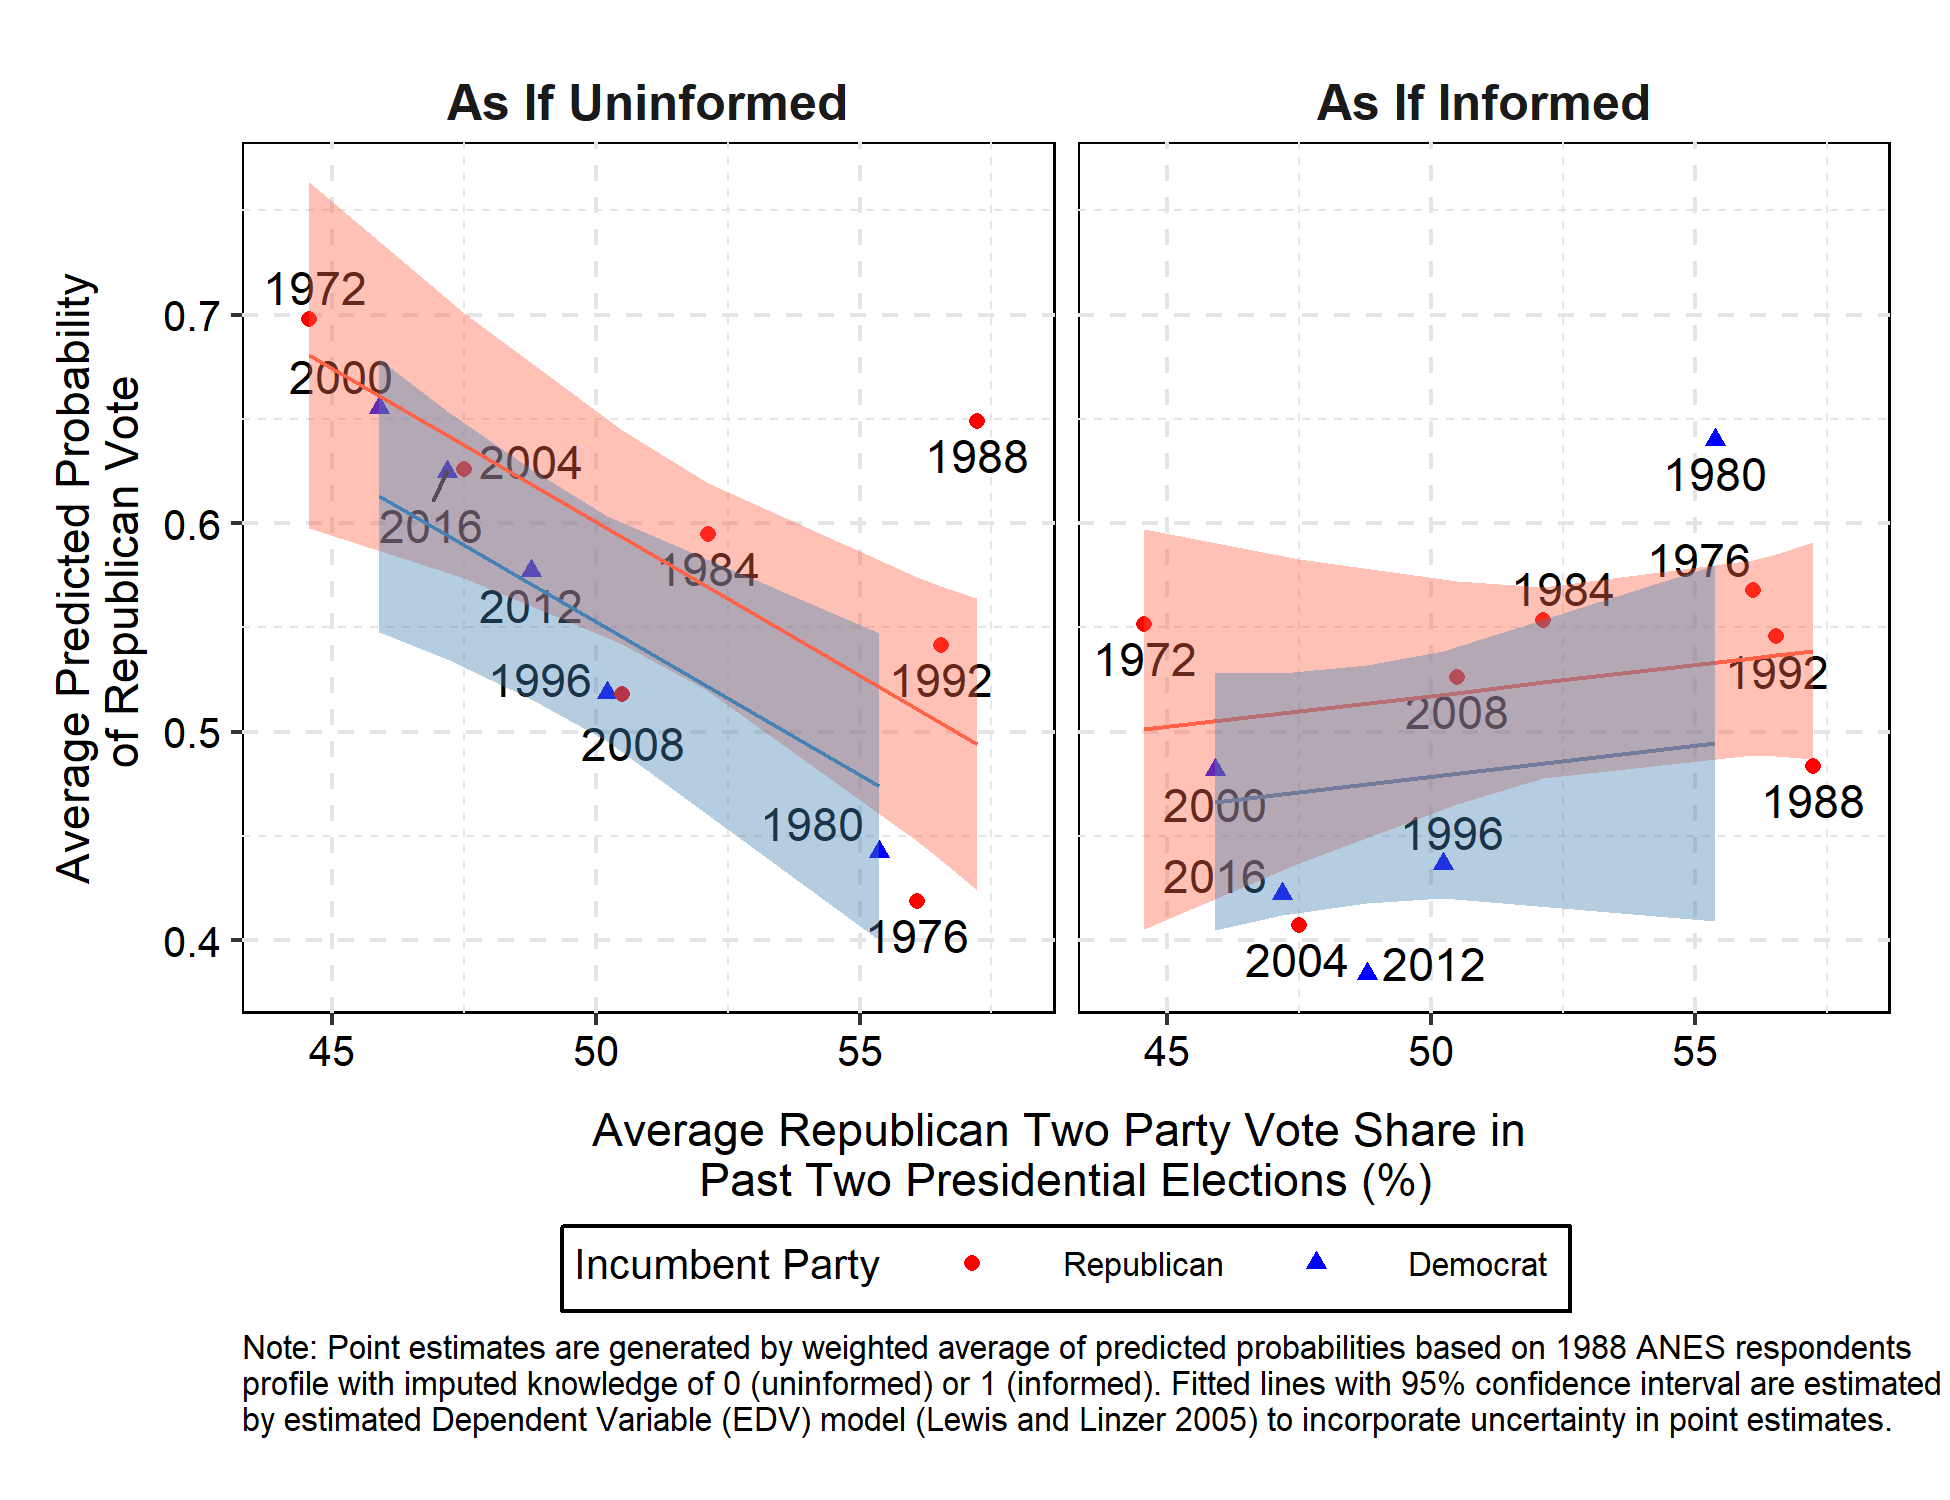 As If Uninformed
As If Informed
Average Predicted Probability
of Republican Vote
0.7
0.6
0.5
0.4
1972
2000
2004
2016
1988
1984
2012
1996
2008
1992
1980
1976
1980
1976
1984
1972
1992
2008
2000
1988
1996
2016
2004
2012
45
50
55
45
50
55
Average Republican Two Party Vote Share in
Past Two Presidential Elections (%)
Incumbent Party
Republican
Democrat
Note: Point estimates are generated by weighted average of predicted probabilities based on 1988 ANES respondents
profile with imputed knowledge of 0 (uninformed) or 1 (informed). Fitted lines with 95% confidence interval are estimated
by estimated Dependent Variable (EDV) model (Lewis and Linzer 2005) to incorporate uncertainty in point estimates.